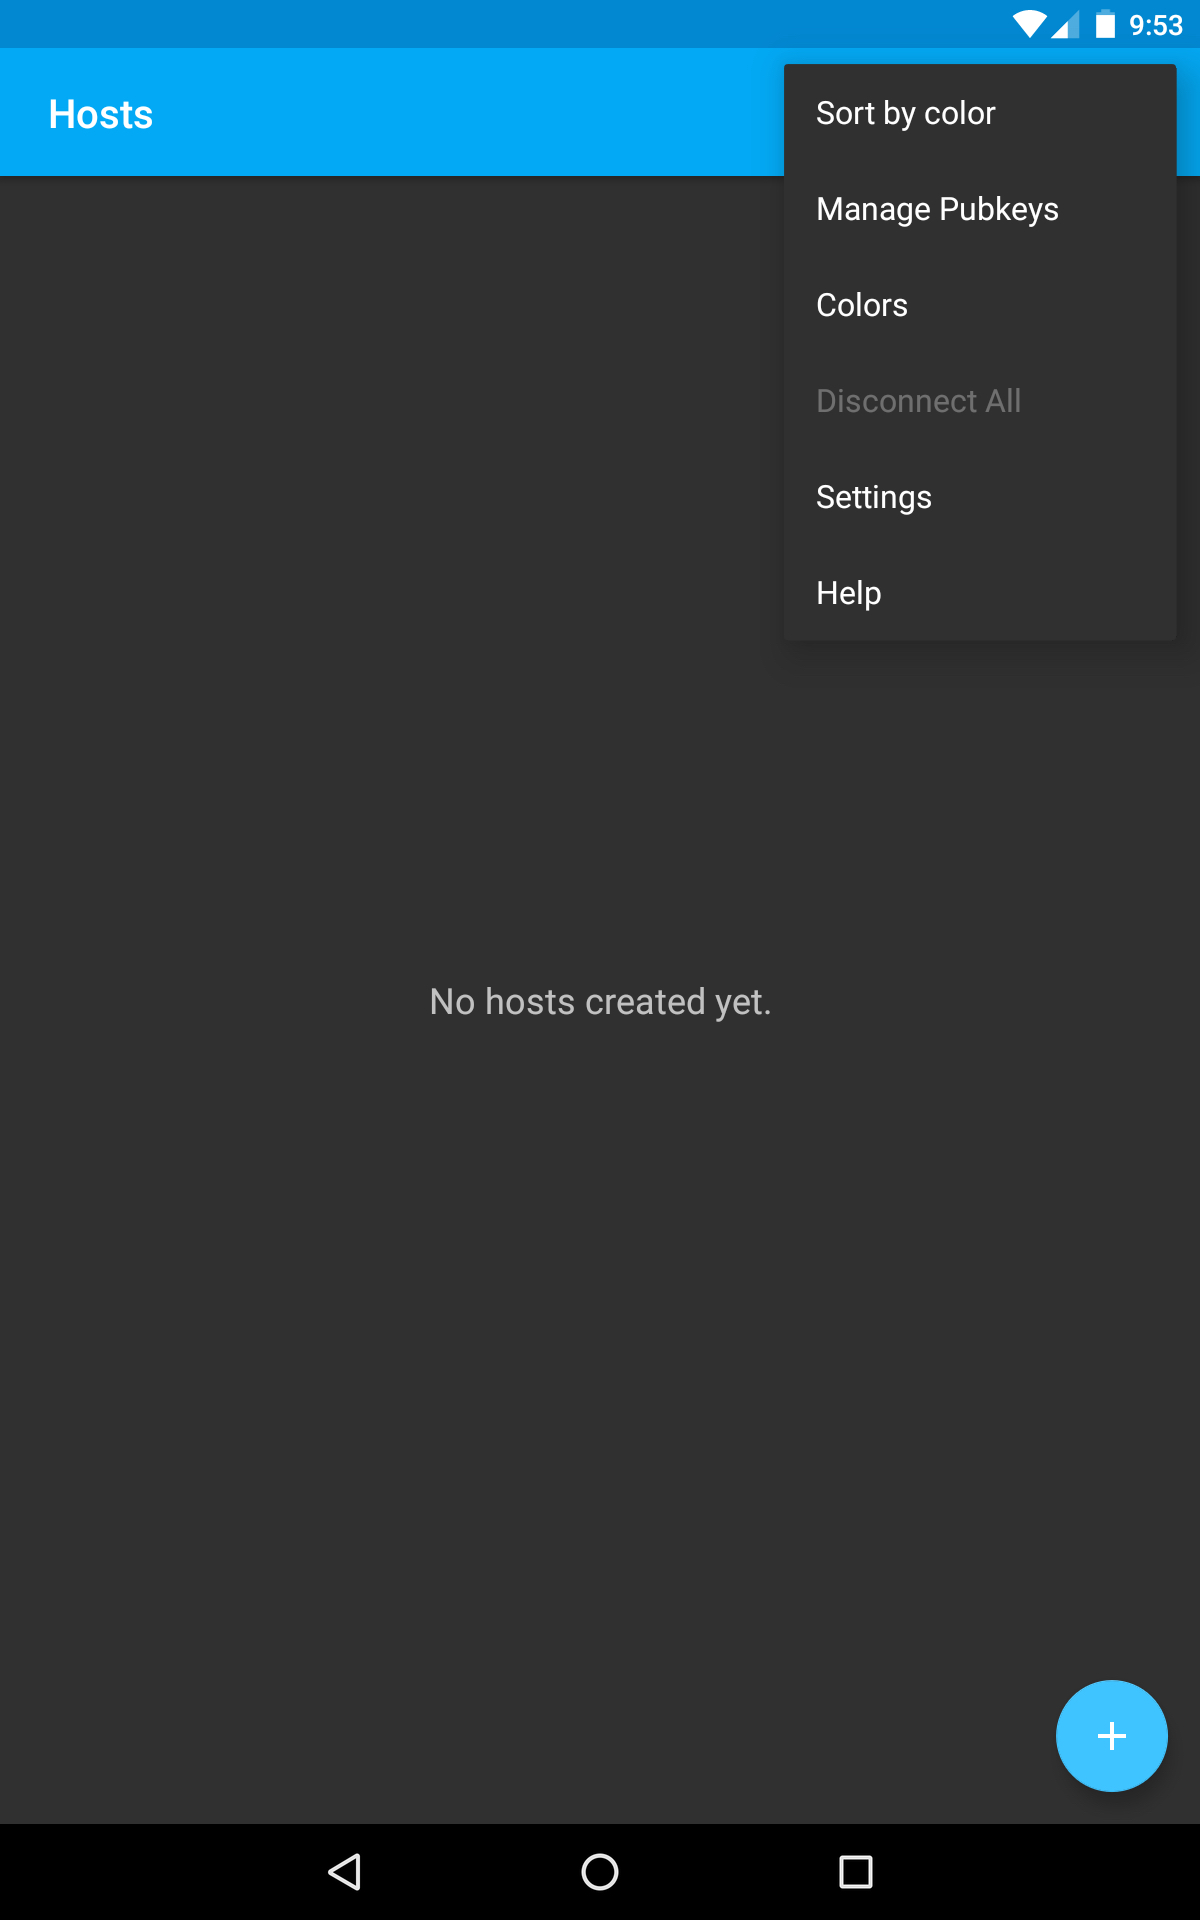 9:53
Hosts
Sort by color
Manage Pubkeys
Colors
Disconnect All
Settings
Help
No hosts created yet.